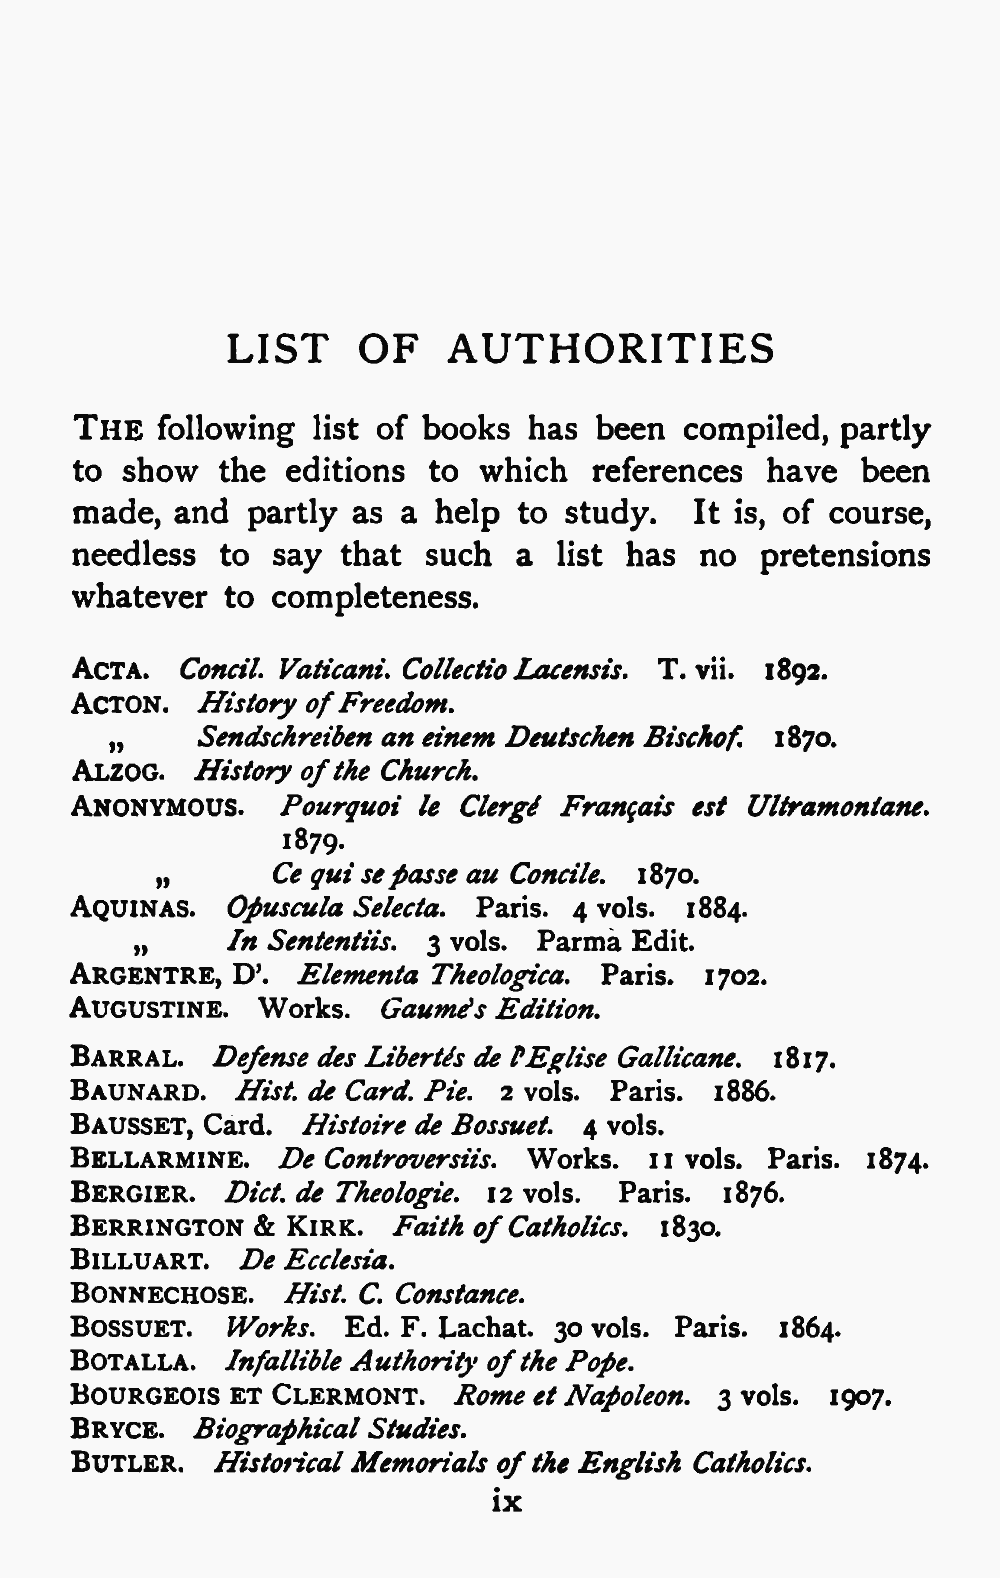 LIST OF AUTHORITIES
THE following list of books has been compiled, partly
to show the editions to which references have been
made, and partly as a help to study. It is, of course,
needless to say that such a list has no pretensions
whatever to completeness.
ACTA. Concil. Vaticani. Collectio Lacensis. T. vii. 1892.
ACTON. History of Freedom.
„ Sendschreiben an einem Deutschen Bischof. 1870.
ALZOG. History of the Church.
ANONYMOUS. Pourquoi le Clergé Français est Ultramontane.
1879.
„ Ce qui se passe au Concile. 1870.
AQUINAS. Opuscula Selecta. Paris. 4 vols. 1884.
„ In Sententiis. 3 vols. Parma Edit.
ARGENTRE, D'. Elementa Theologica. Paris. 1702.
AUGUSTINE. Works. Gaumé's Edition.
BARRAL. Defense des Libertés de l'Eglise Gallicane. 1817.
BAUNARD. Hist. de Card. Pie. 2 vols. Paris. 1886.
BAUSSET, Card. Histoire de Bossuet. 4 vols.
BELLARMINE. De Controversiis. Works. 11 vols. Paris. 1874.
BERGIER. Dict. de Theologie. 12 vols. Paris. 1876.
BERRINGTON & KIRK. Faith of Catholics. 1830.
BILLUART. De Ecclesia.
BONNECHOSE. Hist. C. Constance.
BOSSUET. Works. Ed. F. Lachat. 30 vols. Paris. 1864.
BOTALLA. Infallible Authority of the Pope.
BOURGEOIS ET CLERMONT. Rome et Napoleon. 3 vols. 1907.
BRYCE. Biographical Studies.
BUTLER. Historical Memorials of the English Catholics.
ix